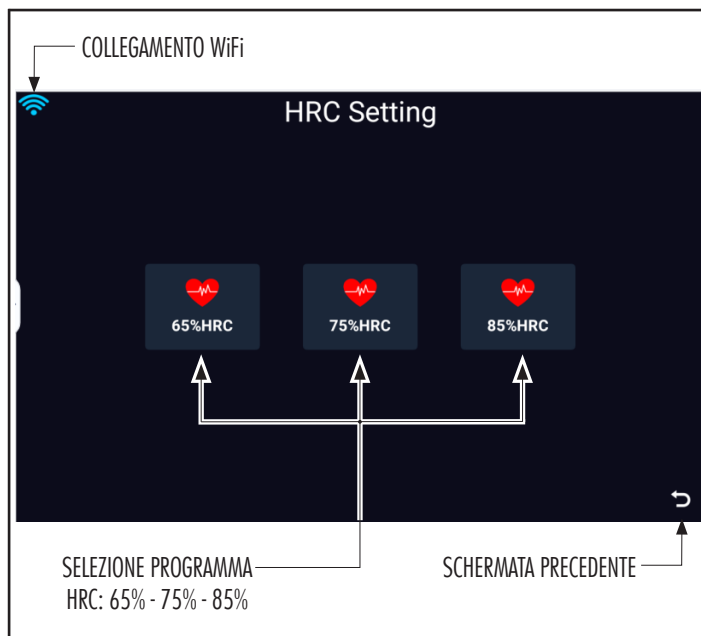 COLLEGAMENTO WiFi
HRC Setting
65%HRC
75%HRC
85%HRC
SELEZIONE PROGRAMMA
HRC: 65% - 75% - 85%
SCHERMATA PRECEDENTE